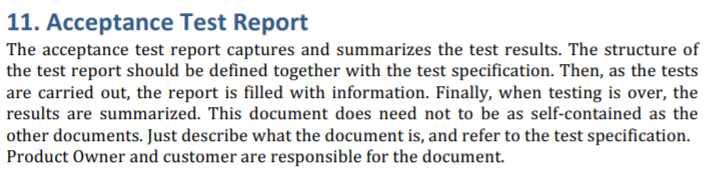 11. Acceptance Test Report
The acceptance test report captures and summarizes the test results. The structure of
the test report should be defined together with the test specification. Then, as the tests
are carried out, the report is filled with information. Finally, when testing is over, the
results are summarized. This document does need not to be as self-contained as the
other documents. Just describe what the document is, and refer to the test specification.
Product Owner and customer are responsible for the document.